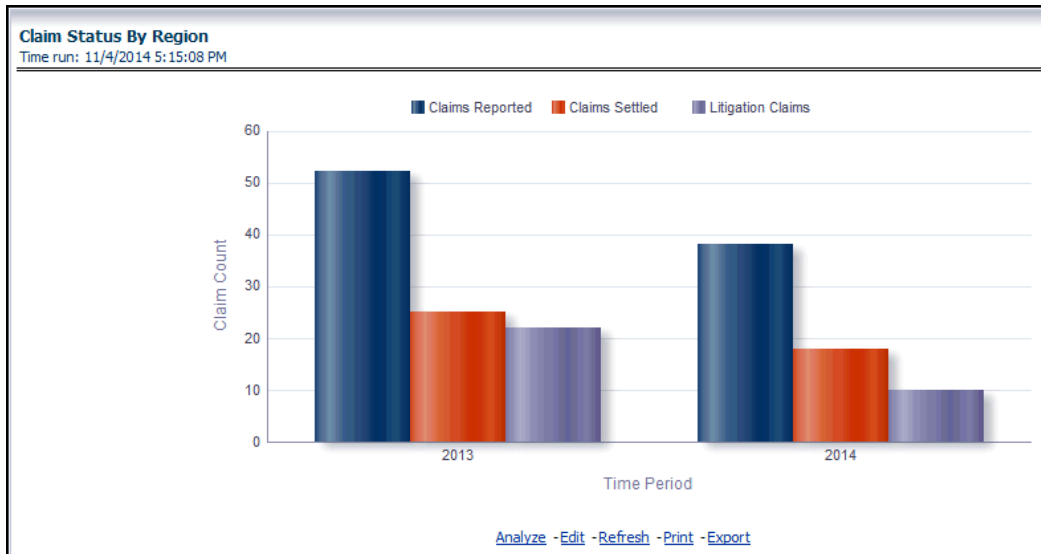 Claim Status By Region
Time run: 11/4/2014 5:15:08 PM
Claims Reported Claims Settled Litigation Claims
60
50
40
30
20
10
0
Claim Count
2013 2014
Time Period
Analyze -Edit -Refresh -Print -Export